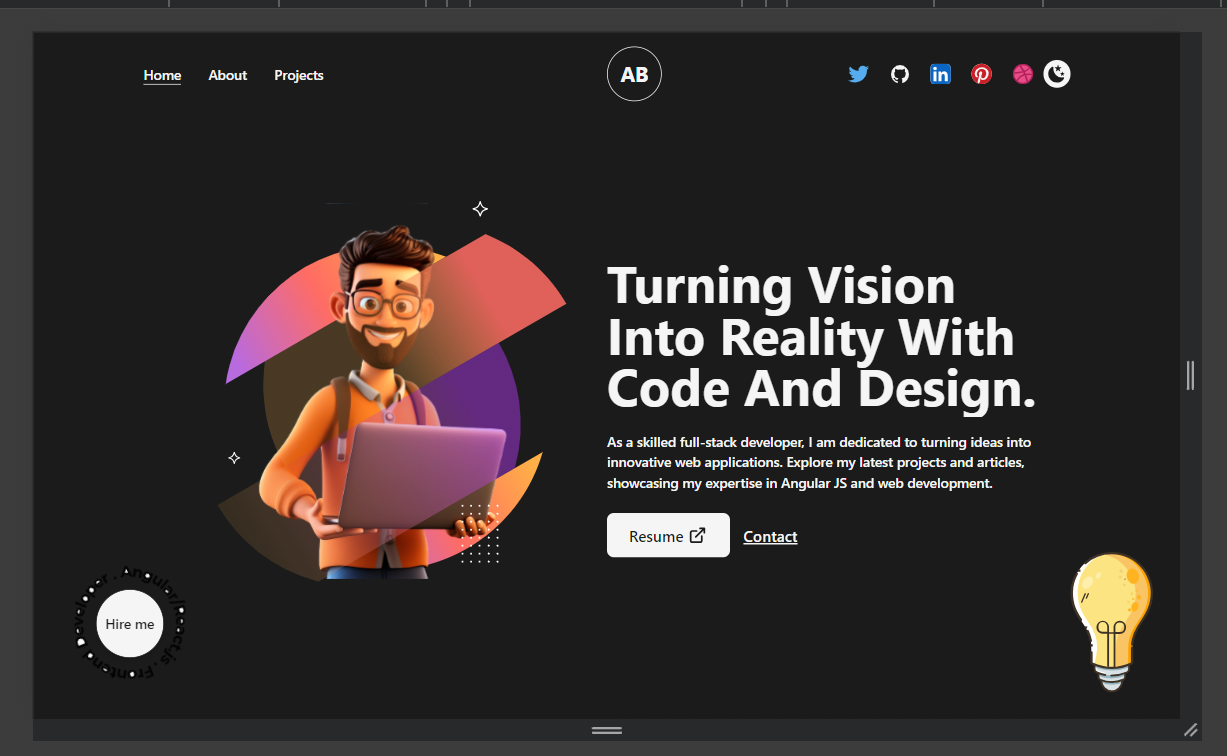 Home About Projects
AB
Turning Vision
Into Reality With
Code And Design.
As a skilled full-stack developer, I am dedicated to turning ideas into
innovative web applications. Explore my latest projects and articles,
showcasing my expertise in Angular JS and web development.
Resume Contact
Angular/Reactjs . Frontend Developer .
Hire me